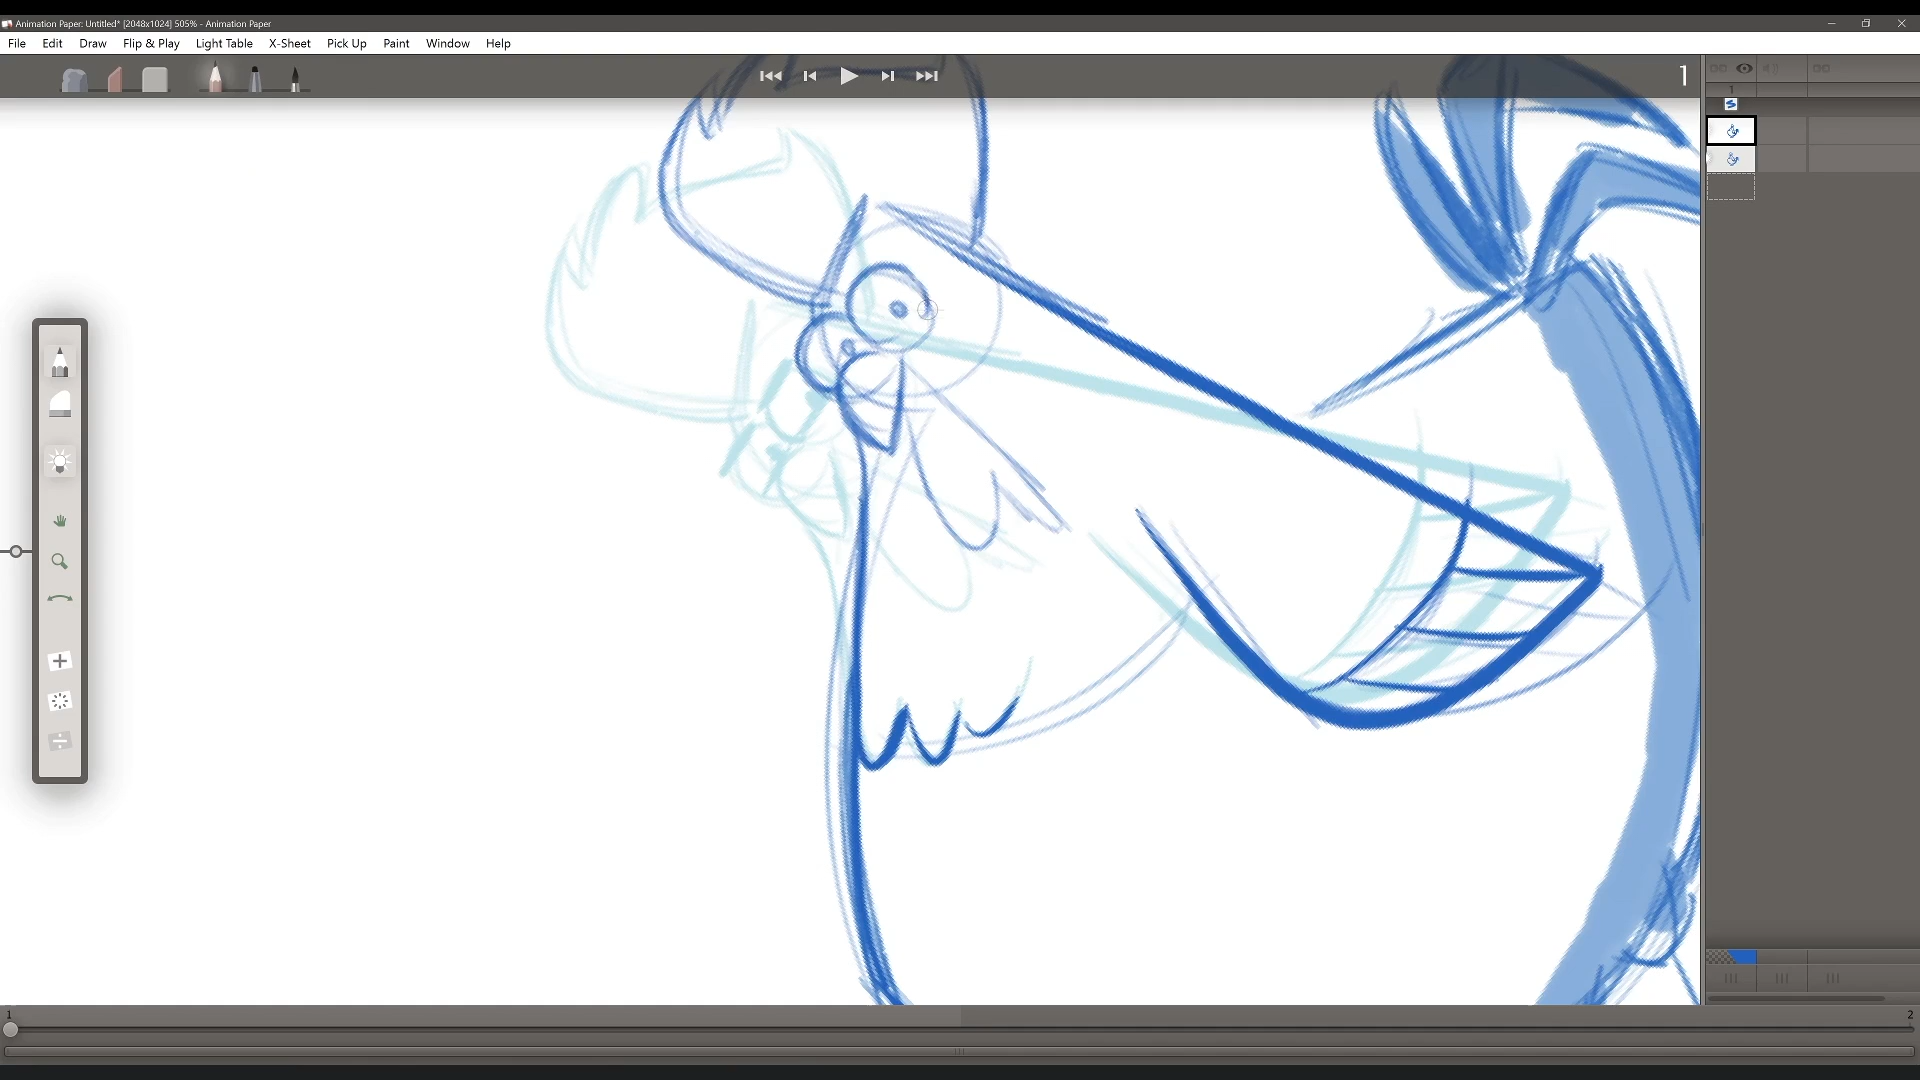 Animation Paper: Untitled* [2048x1024] 505% - Animation Paper
File Edit Draw Flip & Play Light Table X-Sheet Pick Up Paint Window Help
1
1
1 2